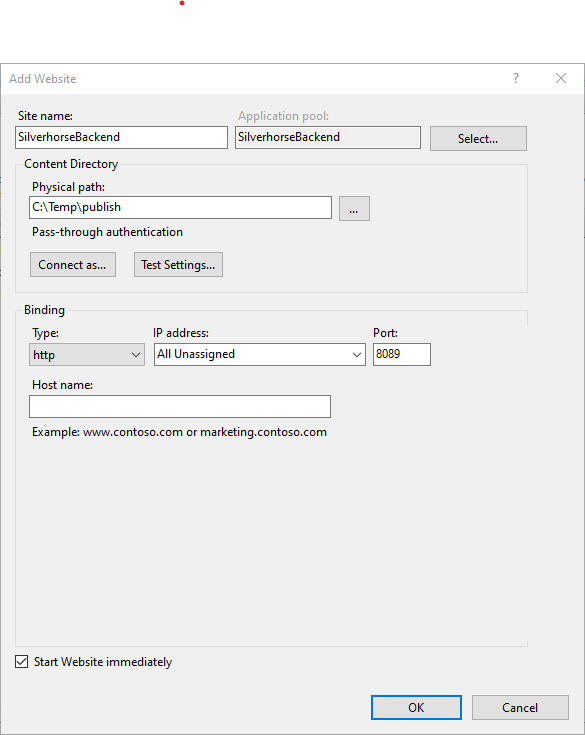 Add Website
Site name: Application pool:
SilverhorseBackend SilverhorseBackend Select...
Content Directory
Physical path:
C:\Temp\publish ...
Pass-through authentication
Connect as... Test Settings...
Binding
Type: IP address: Port:
http All Unassigned 8089
Host name:
Example: www.contoso.com or marketing.contoso.com
Start Website immediately
OK Cancel